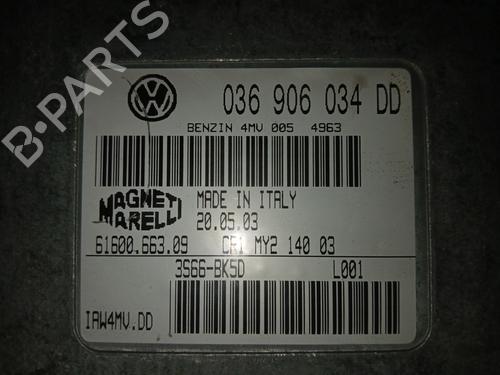 B-PARTS
036 906 034 DD
BENZIN 4MV 005 4963
MAGNETI
MARELLI
MADE IN ITALY
20.05.03
61600.663.09 CR1 MY2 140 03
3S66-BK5D L001
IAW4MV.DD